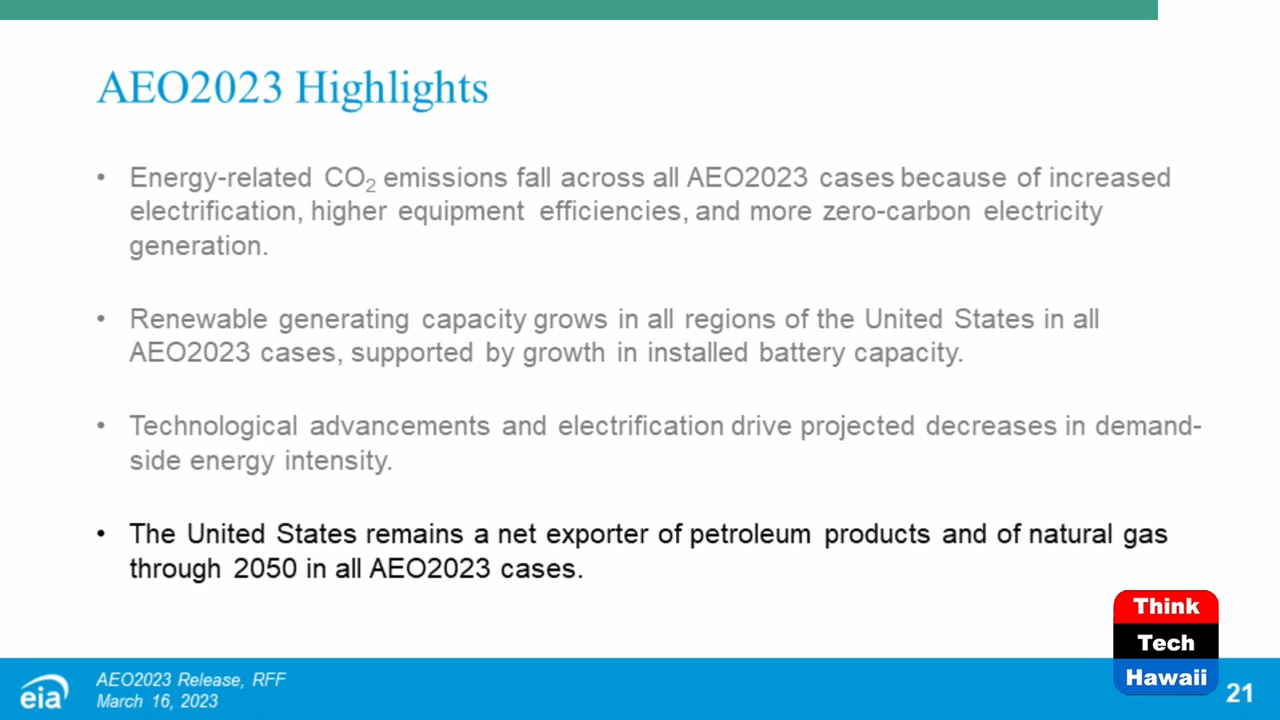 AEO2023 Highlights
• Energy-related CO₂ emissions fall across all AEO2023 cases because of increased
electrification, higher equipment efficiencies, and more zero-carbon electricity
generation.
• Renewable generating capacity grows in all regions of the United States in all
AEO2023 cases, supported by growth in installed battery capacity.
• Technological advancements and electrification drive projected decreases in demand-
side energy intensity.
• The United States remains a net exporter of petroleum products and of natural gas
through 2050 in all AEO2023 cases.
Think
Tech
Hawaii
eia
AEO2023 Release, RFF
March 16, 2023
21